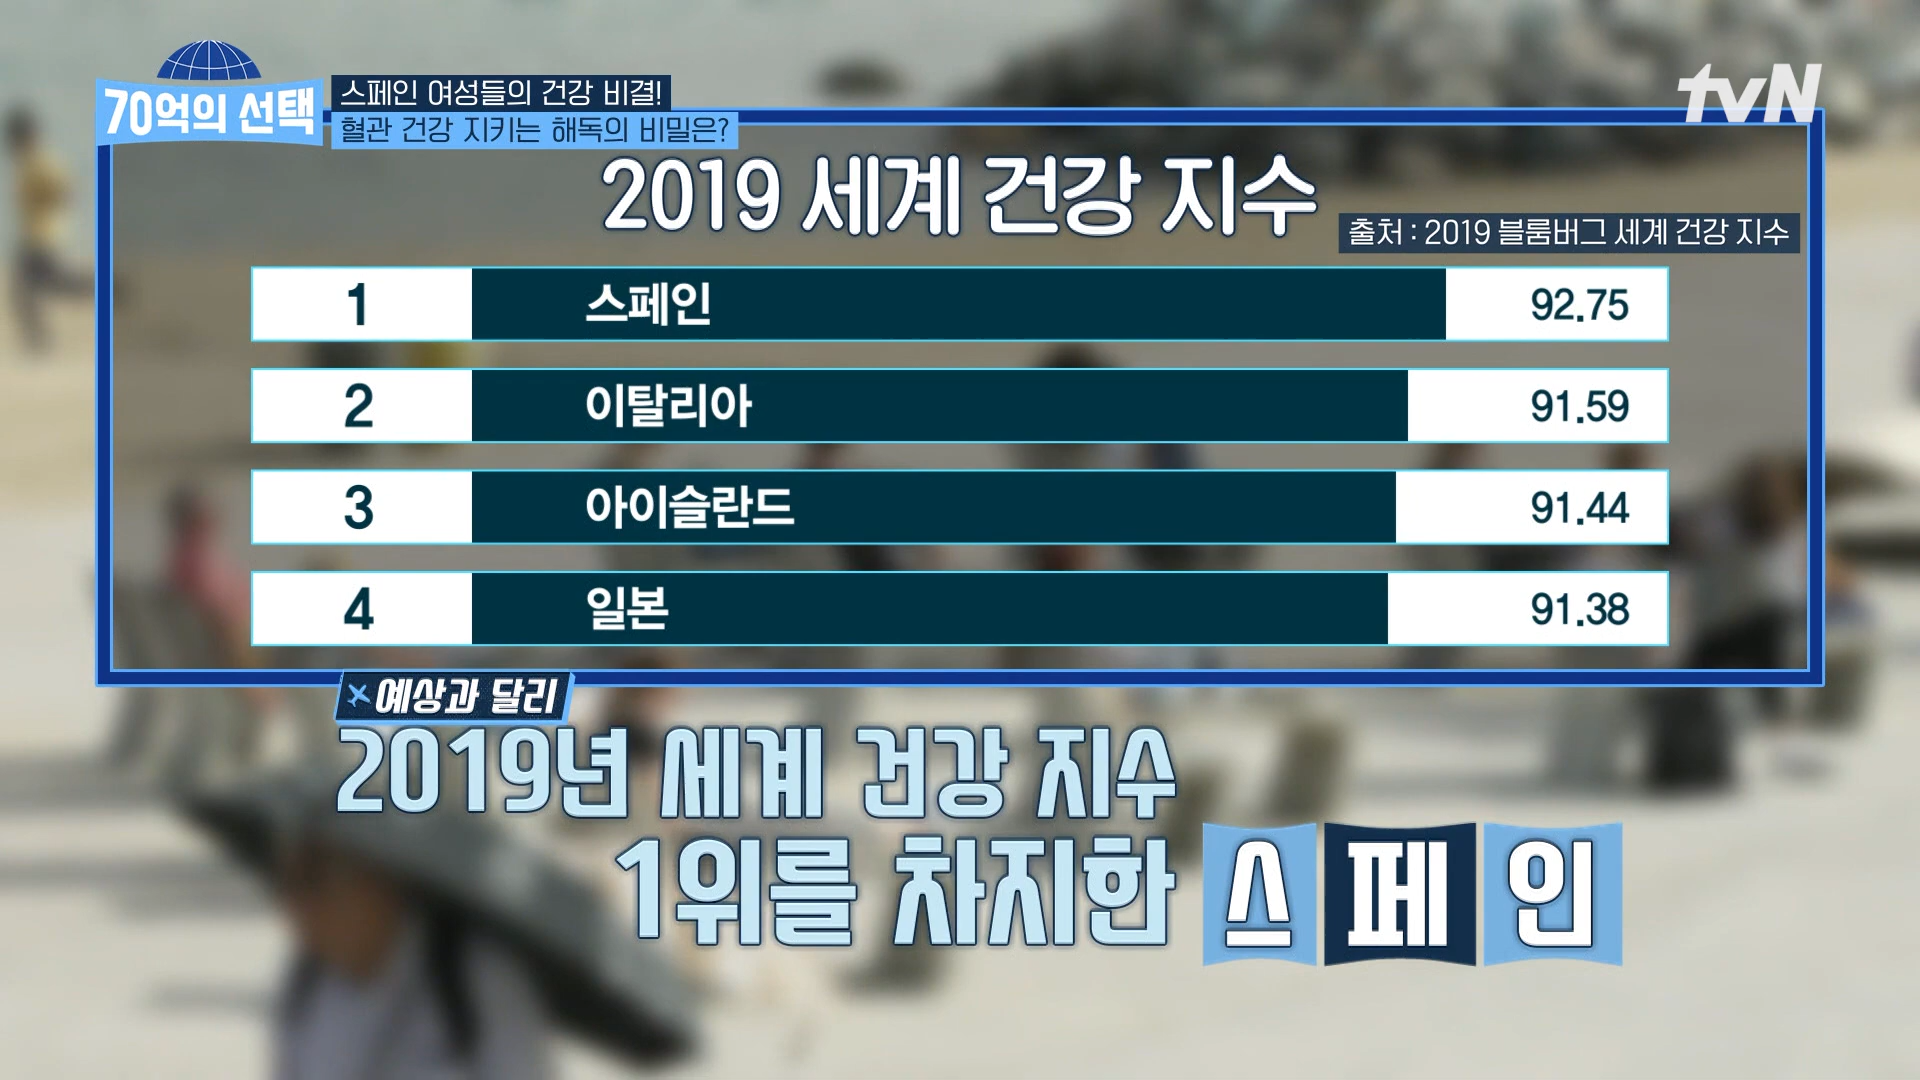 70억의 선택
스페인 여성들의 건강 비결!
혈관 건강 지키는 해독의 비밀은?
tvN
2019 세계 건강 지수
출처 : 2019 블룸버그 세계 건강 지수
1 스페인 92.75
2 이탈리아 91.59
3 아이슬란드 91.44
4 일본 91.38
예상과 달리
2019년 세계 건강 지수
1위를 차지한 스페인